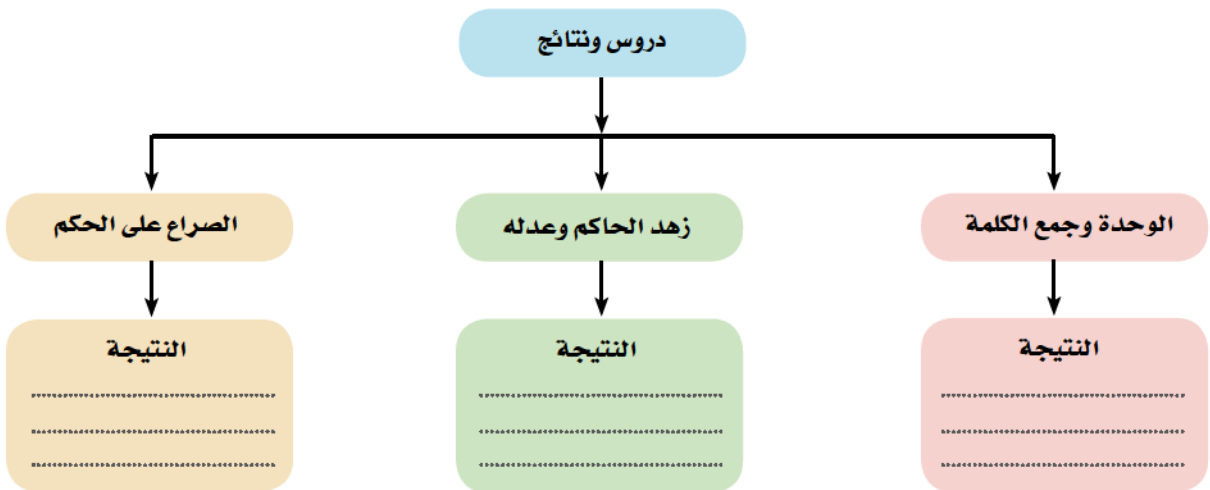 دروس ونتائج
الوحدة وجمع الكلمة
زهد الحاكم وعدله
الصراع على الحكم
النتيجة
النتيجة
النتيجة